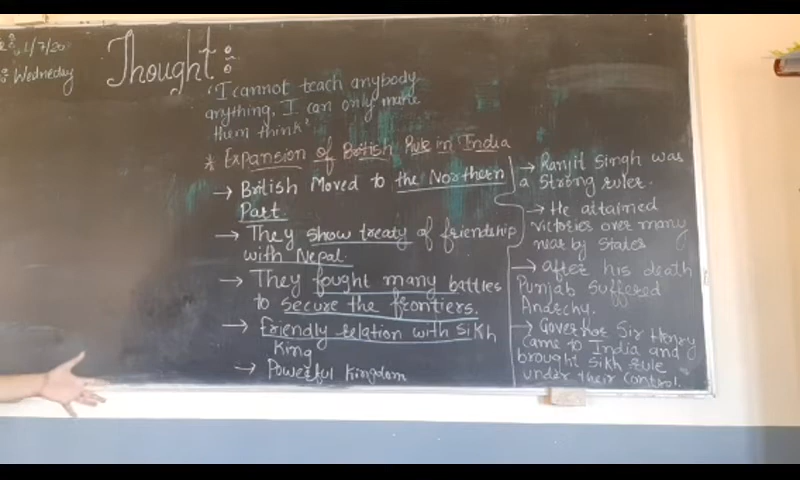 1/7/20
Wednesday
Thought:
'I cannot teach anybody
anything, I can only make
them think'
* Expansion of British Rule in India
→ British Moved to the Northern
Part.
→ They show treaty of friendship
with Nepal.
→ They fought many battles
to secure the frontiers.
→ Friendly relation with Sikh
King
→ Powerful Kingdom
→ Ranjit Singh was
a Strong ruler.
→ He attained
victories over many
near by States
→ after his death
Punjab suffered
Anarchy.
→ Governor Sir Henry
came to India and
brought Sikh rule
under their control.